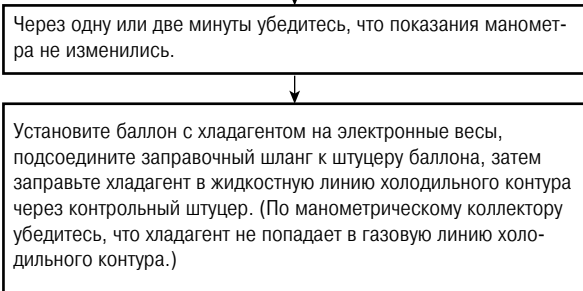 Через одну или две минуты убедитесь, что показания маномет-
ра не изменились.
Установите баллон с хладагентом на электронные весы,
подсоедините заправочный шланг к штуцеру баллона, затем
заправьте хладагент в жидкостную линию холодильного контура
через контрольный штуцер. (По манометрическому коллектору
убедитесь, что хладагент не попадает в газовую линию холо-
дильного контура.)